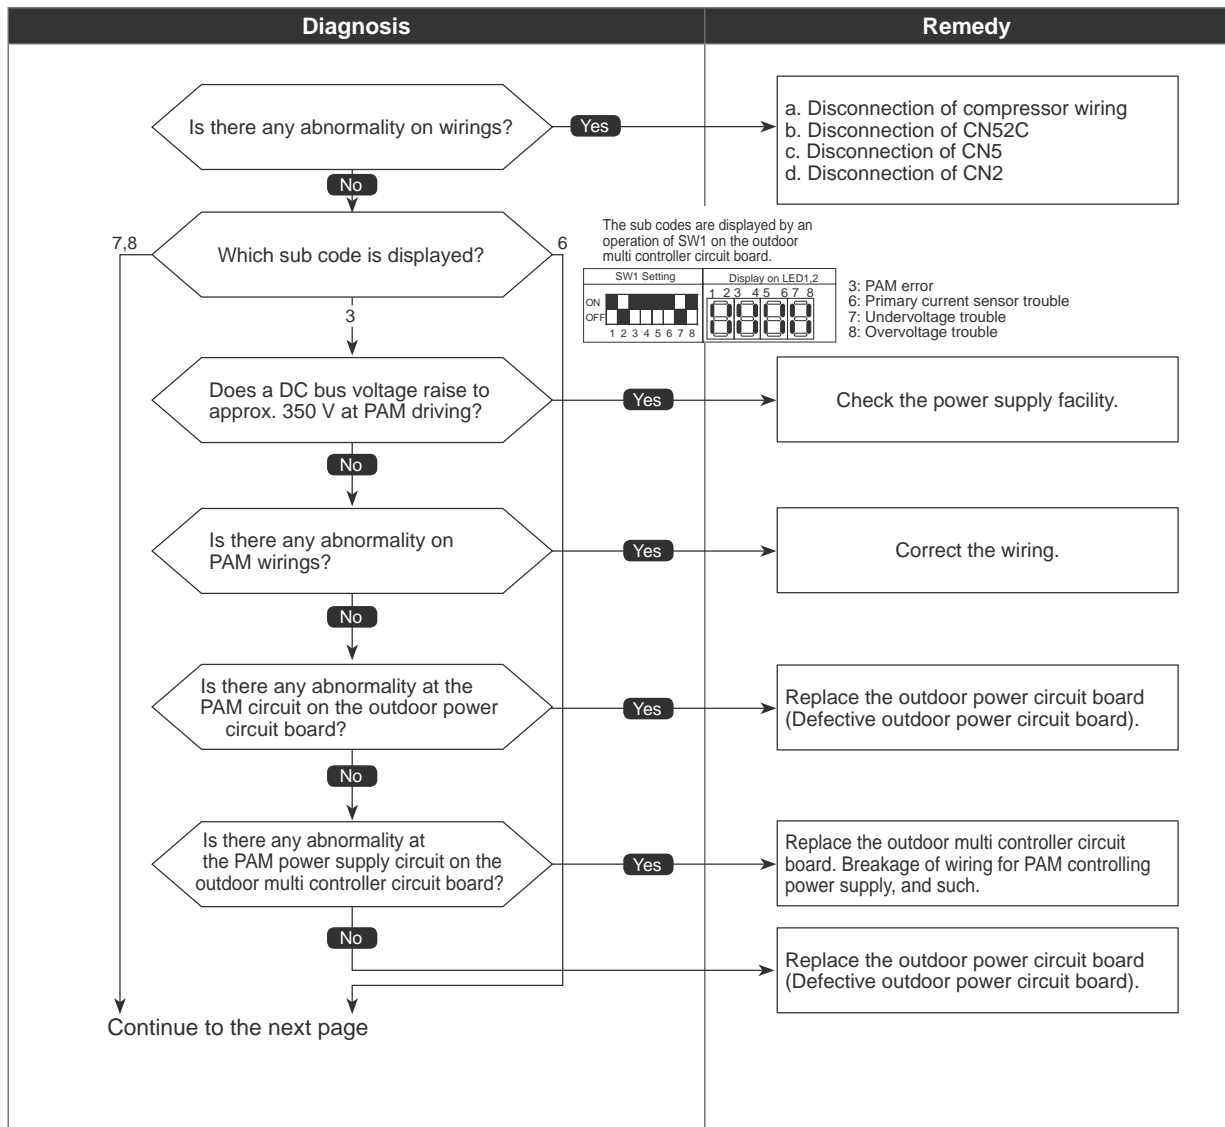 Diagnosis
Remedy
Is there any abnormality on wirings?
Yes
a. Disconnection of compressor wiring
b. Disconnection of CN52C
c. Disconnection of CN5
d. Disconnection of CN2
No
7,8
Which sub code is displayed?
6
The sub codes are displayed by an
operation of SW1 on the outdoor
multi controller circuit board.
SW1 Setting
Display on LED1,2
ON
OFF
1 2 3 4 5 6 7 8
1 2 3 4 5 6 7 8
3: PAM error
6: Primary current sensor trouble
7: Undervoltage trouble
8: Overvoltage trouble
3
Does a DC bus voltage raise to
approx. 350 V at PAM driving?
Yes
Check the power supply facility.
No
Is there any abnormality on
PAM wirings?
Yes
Correct the wiring.
No
Is there any abnormality at the
PAM circuit on the outdoor power
circuit board?
Yes
Replace the outdoor power circuit board
(Defective outdoor power circuit board).
No
Is there any abnormality at
the PAM power supply circuit on the
outdoor multi controller circuit board?
Yes
Replace the outdoor multi controller circuit
board. Breakage of wiring for PAM controlling
power supply, and such.
No
Replace the outdoor power circuit board
(Defective outdoor power circuit board).
Continue to the next page